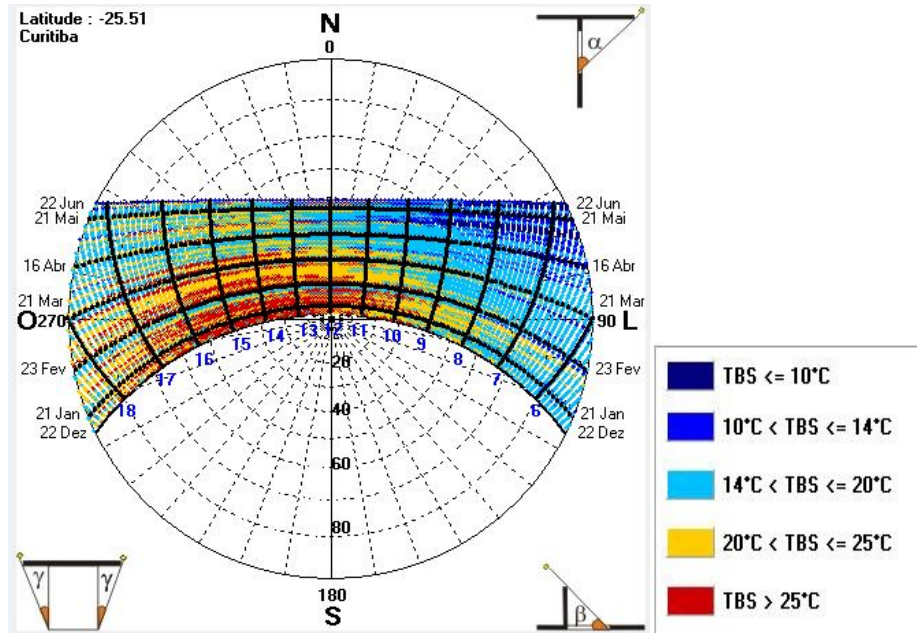 Latitude : -25.51
Curitiba
N
0
α
22 Jun
21 Mai
16 Abr
21 Mar
O 270
23 Fev
21 Jan
22 Dez
22 Jun
21 Mai
16 Abr
21 Mar
90 L
23 Fev
21 Jan
22 Dez
18 17 16 15 14 13 12 11 10 9 8 7 6
20
40
60
80
180
S
γ γ
β
TBS <= 10°C
10°C < TBS <= 14°C
14°C < TBS <= 20°C
20°C < TBS <= 25°C
TBS > 25°C